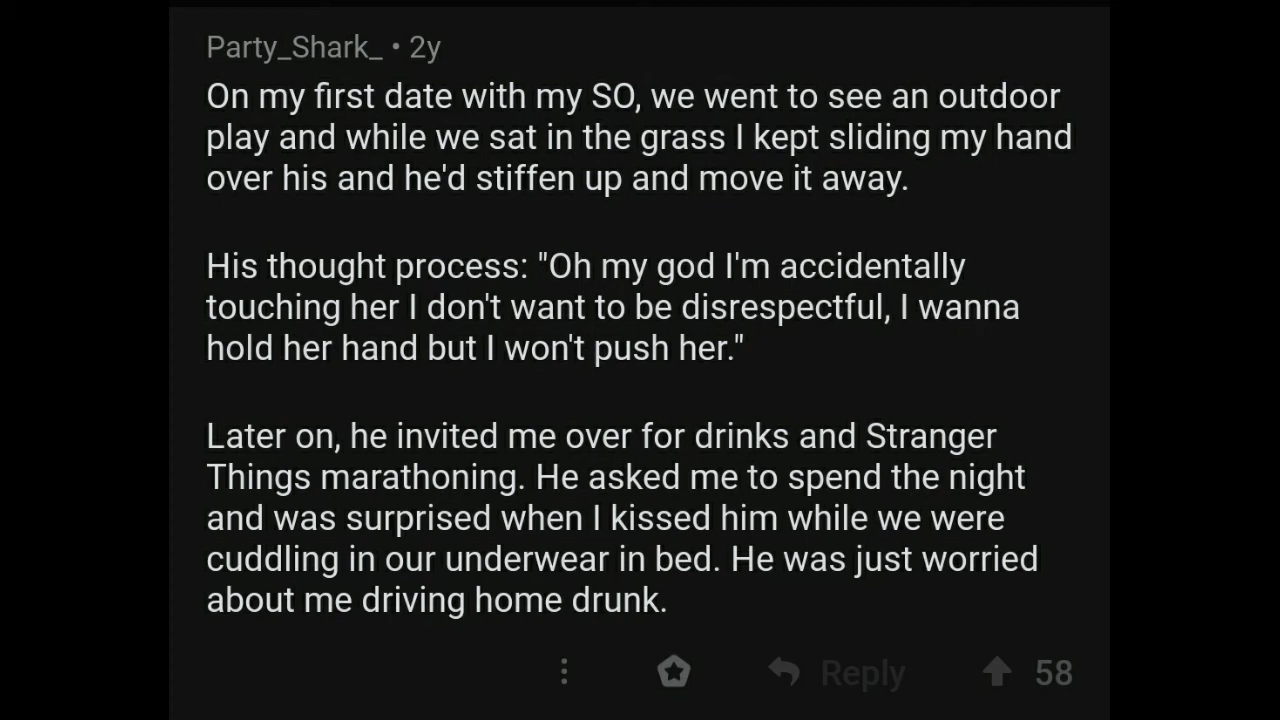 Party_Shark_ • 2y
On my first date with my SO, we went to see an outdoor
play and while we sat in the grass I kept sliding my hand
over his and he'd stiffen up and move it away.
His thought process: "Oh my god I'm accidentally
touching her I don't want to be disrespectful, I wanna
hold her hand but I won't push her."
Later on, he invited me over for drinks and Stranger
Things marathoning. He asked me to spend the night
and was surprised when I kissed him while we were
cuddling in our underwear in bed. He was just worried
about me driving home drunk.
Reply 58